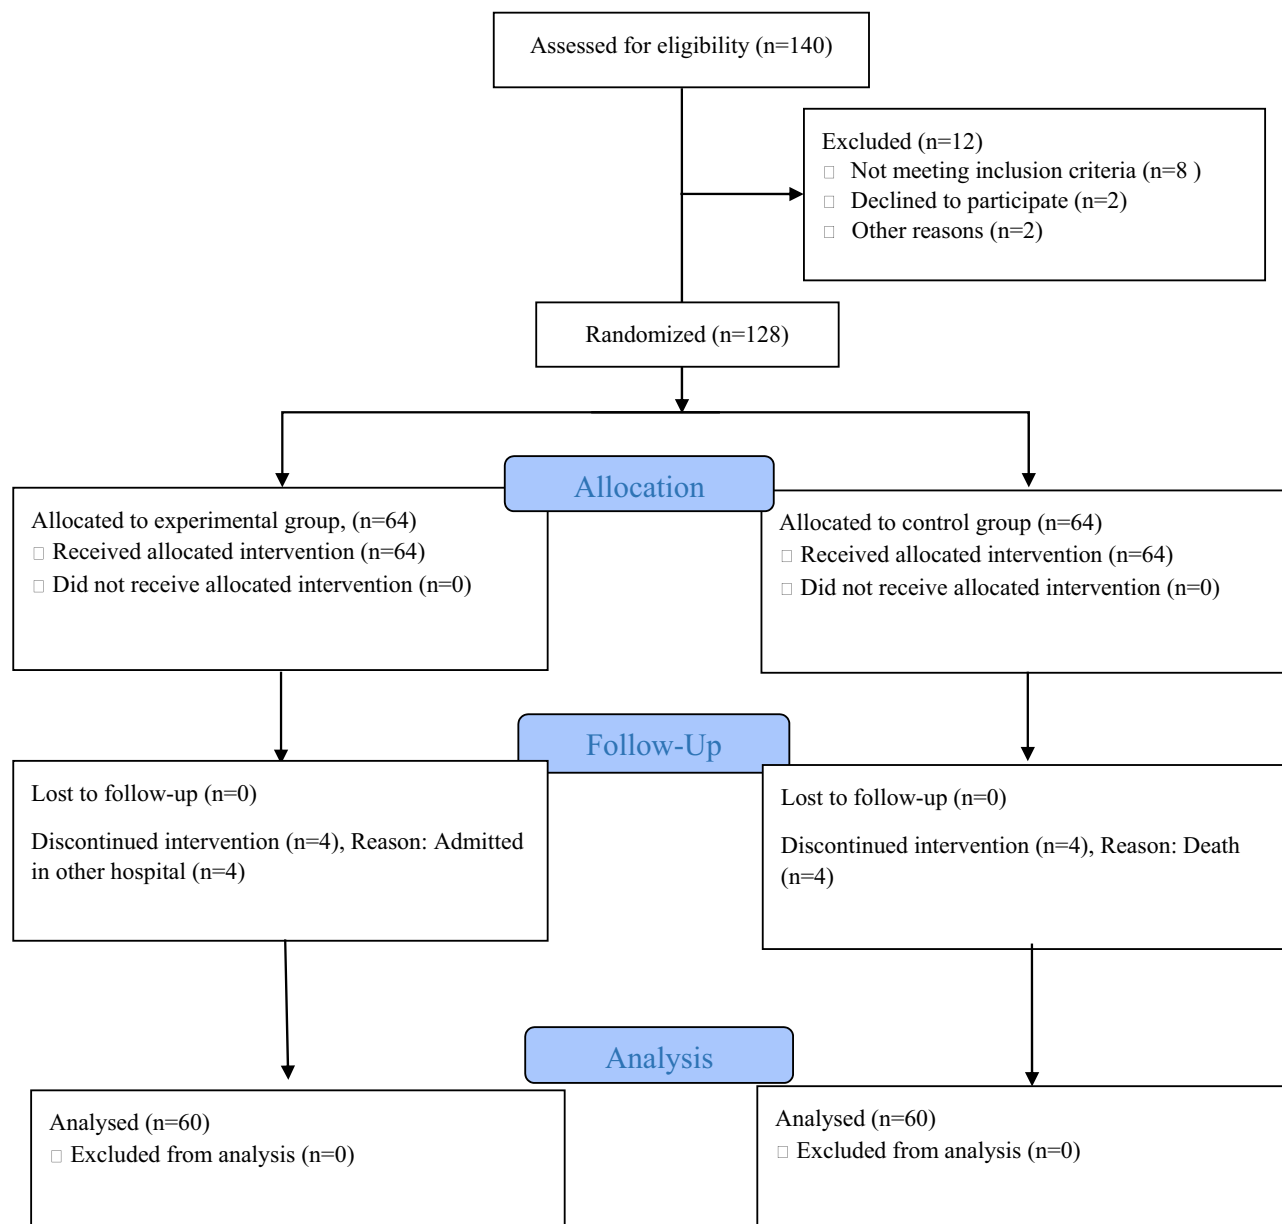 Assessed for eligibility (n=140)
Excluded (n=12)
□ Not meeting inclusion criteria (n=8 )
□ Declined to participate (n=2)
□ Other reasons (n=2)
Randomized (n=128)
Allocation
Allocated to experimental group, (n=64)
□ Received allocated intervention (n=64)
□ Did not receive allocated intervention (n=0)
Allocated to control group (n=64)
□ Received allocated intervention (n=64)
□ Did not receive allocated intervention (n=0)
Follow-Up
Lost to follow-up (n=0)
Discontinued intervention (n=4), Reason: Admitted
in other hospital (n=4)
Lost to follow-up (n=0)
Discontinued intervention (n=4), Reason: Death
(n=4)
Analysis
Analysed (n=60)
□ Excluded from analysis (n=0)
Analysed (n=60)
□ Excluded from analysis (n=0)